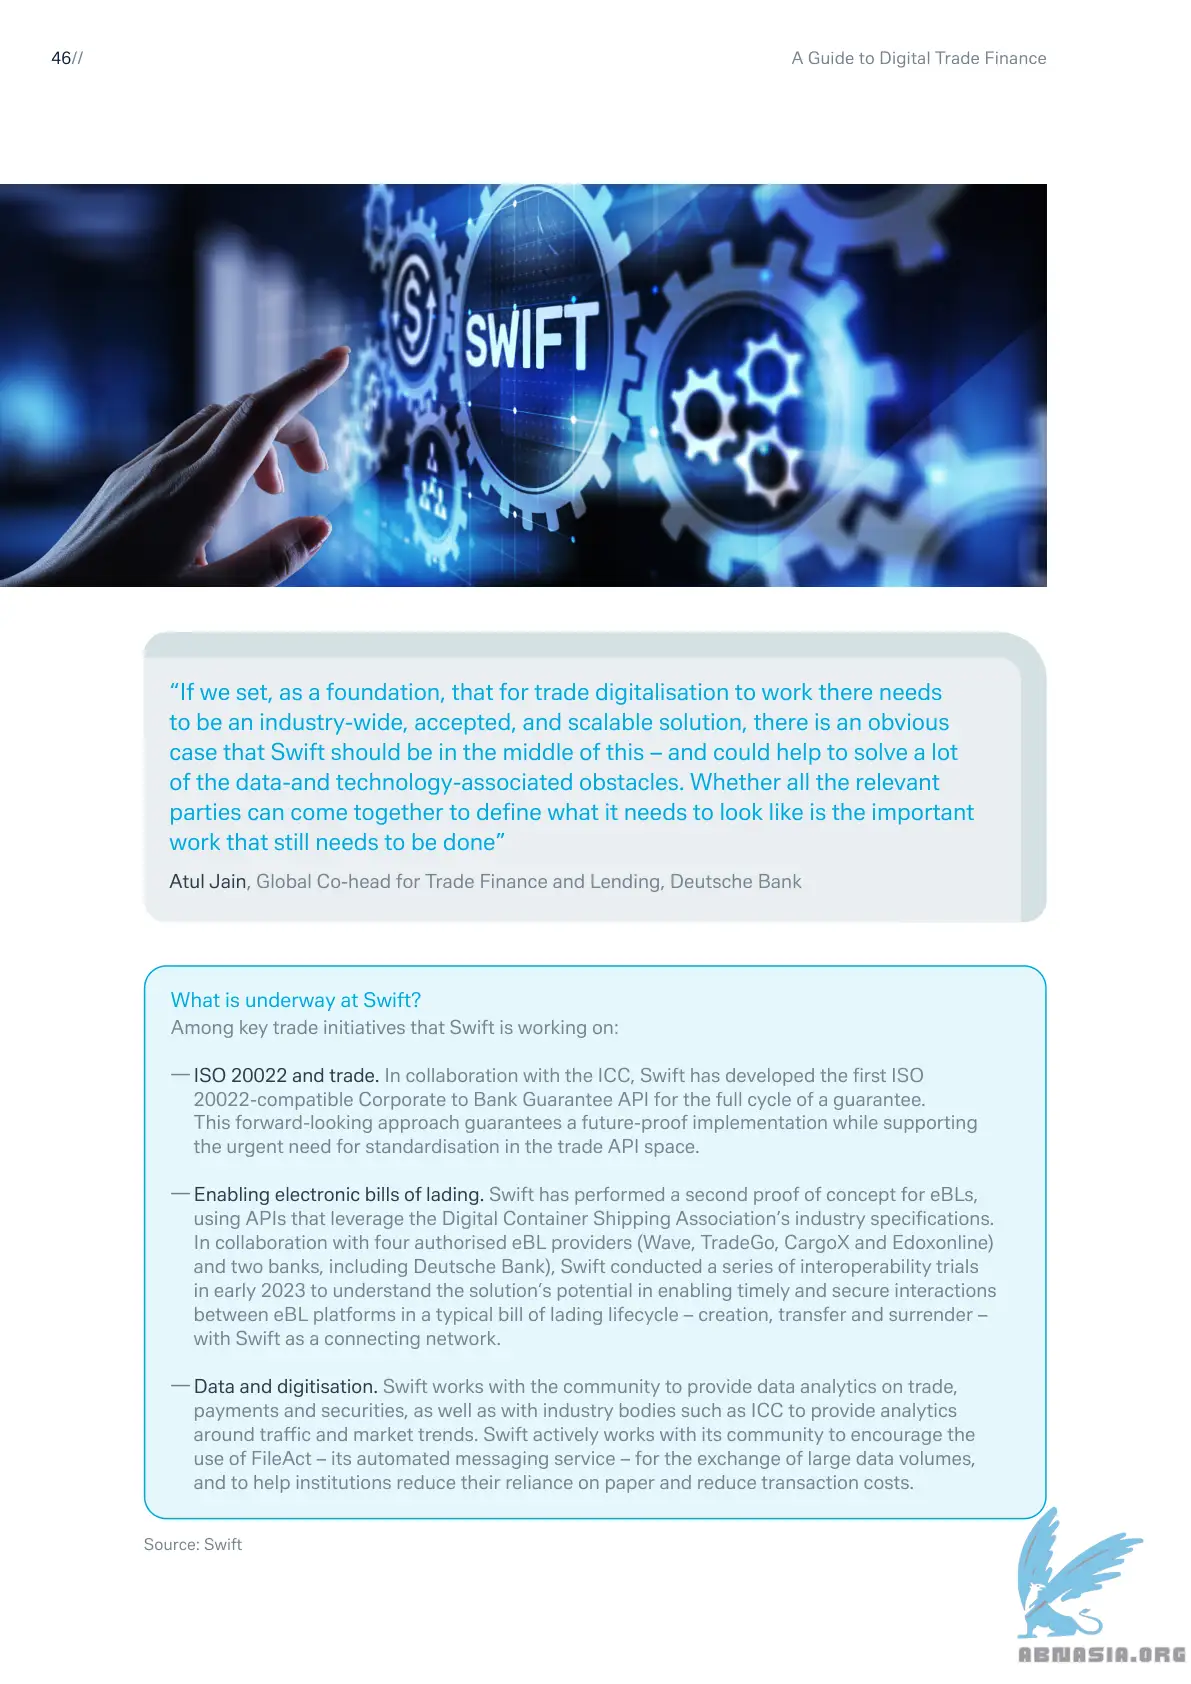 46//
A Guide to Digital Trade Finance
$
SWIFT
“If we set, as a foundation, that for trade digitalisation to work there needs
to be an industry-wide, accepted, and scalable solution, there is an obvious
case that Swift should be in the middle of this – and could help to solve a lot
of the data-and technology-associated obstacles. Whether all the relevant
parties can come together to define what it needs to look like is the important
work that still needs to be done”
Atul Jain, Global Co-head for Trade Finance and Lending, Deutsche Bank
What is underway at Swift?
Among key trade initiatives that Swift is working on:
— ISO 20022 and trade. In collaboration with the ICC, Swift has developed the first ISO
20022-compatible Corporate to Bank Guarantee API for the full cycle of a guarantee.
This forward-looking approach guarantees a future-proof implementation while supporting
the urgent need for standardisation in the trade API space.
— Enabling electronic bills of lading. Swift has performed a second proof of concept for eBLs,
using APIs that leverage the Digital Container Shipping Association’s industry specifications.
In collaboration with four authorised eBL providers (Wave, TradeGo, CargoX and Edoxonline)
and two banks, including Deutsche Bank), Swift conducted a series of interoperability trials
in early 2023 to understand the solution’s potential in enabling timely and secure interactions
between eBL platforms in a typical bill of lading lifecycle – creation, transfer and surrender –
with Swift as a connecting network.
— Data and digitisation. Swift works with the community to provide data analytics on trade,
payments and securities, as well as with industry bodies such as ICC to provide analytics
around traffic and market trends. Swift actively works with its community to encourage the
use of FileAct – its automated messaging service – for the exchange of large data volumes,
and to help institutions reduce their reliance on paper and reduce transaction costs.
Source: Swift
ABNASIA.ORG